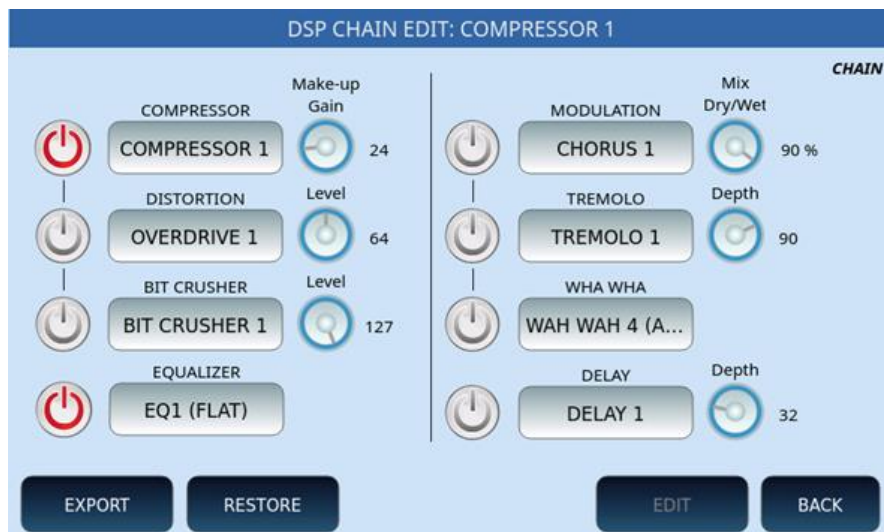 DSP CHAIN EDIT: COMPRESSOR 1
CHAIN
Make-up
Gain
COMPRESSOR
COMPRESSOR 1
24
DISTORTION
Level
OVERDRIVE 1
64
BIT CRUSHER
Level
BIT CRUSHER 1
127
EQUALIZER
EQ1 (FLAT)
Mix
Dry/Wet
MODULATION
CHORUS 1
90 %
TREMOLO
Depth
TREMOLO 1
90
WHA WHA
WAH WAH 4 (A...
DELAY
Depth
DELAY 1
32
EXPORT
RESTORE
EDIT
BACK